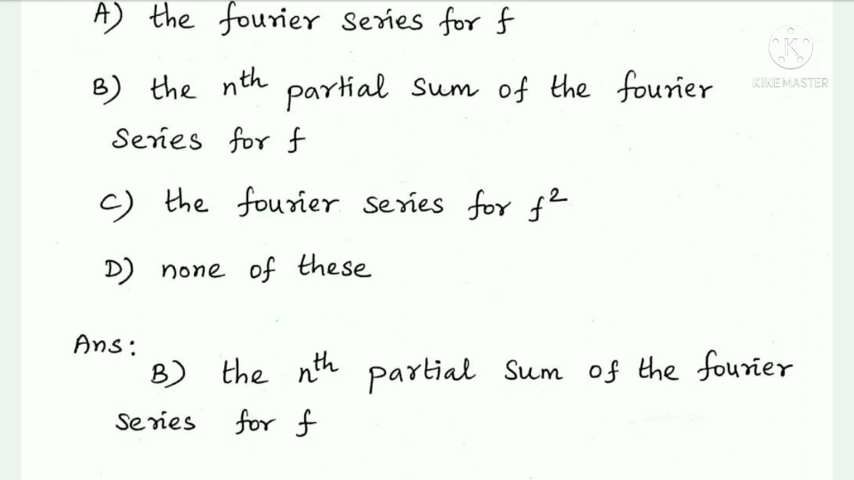 A) the fourier series for f
KINEMASTER
B) the nth partial sum of the fourier
series for f
C) the fourier series for f²
D) none of these
Ans:
B) the nth partial sum of the fourier
series for f